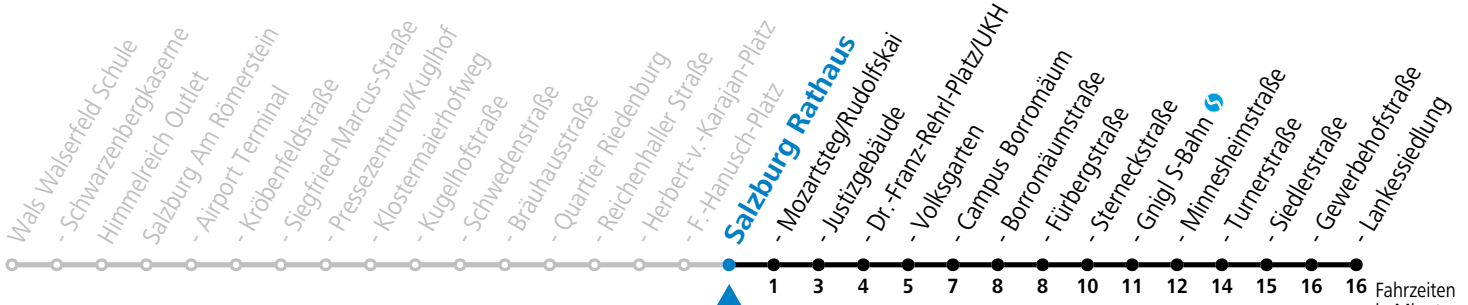 Wals Walserfeld Schule
- Schwarzenbergkaserne
Himmelreich Outlet
Salzburg Am Römerstein
- Airport Terminal
- Kröbenfeldstraße
- Siegfried-Marcus-Straße
- Pressezentrum/Kuglhof
- Klostermaierhofweg
- Kugelhofstraße
- Schwedenstraße
- Bräuhausstraße
- Quartier Riedenburg
- Reichenhaller Straße
- Herbert-v.-Karajan-Platz
- F.-Hanusch-Platz
Salzburg Rathaus
- Mozartsteg/Rudolfskai
- Justizgebäude
- Dr.-Franz-Rehrl-Platz/UKH
- Volksgarten
- Campus Borromäum
- Borromäumstraße
- Fürbergstraße
- Sterneckstraße
- Gnigl S-Bahn
- Minnesheimstraße
- Turnerstraße
- Siedlerstraße
- Gewerbehofstraße
- Lankessiedlung
1 3 4 5 7 8 8 10 11 12 14 15 16 16 Fahrzeiten